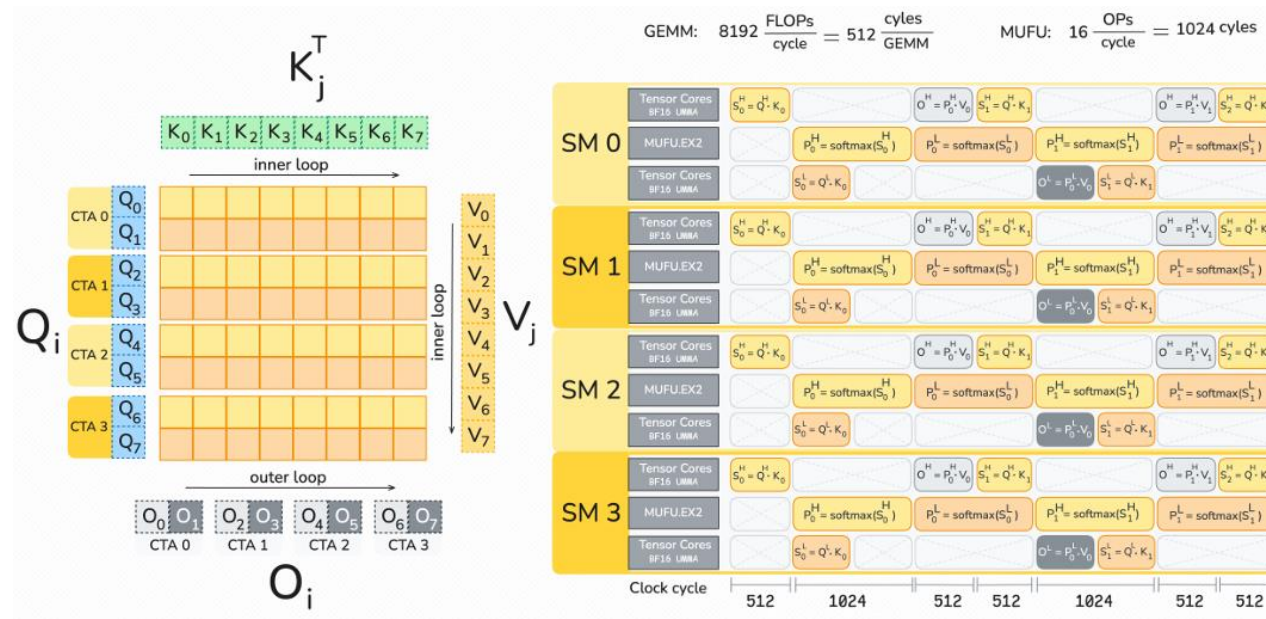 GEMM: 8192 FLOPs/cycle = 512 cyles/GEMM MUFU: 16 OPs/cycle = 1024 cyles
K_j^T
K₀ K₁ K₂ K₃ K₄ K₅ K₆ K₇
inner loop
CTA 0 Q₀ Q₁
CTA 1 Q₂ Q₃
CTA 2 Q₄ Q₅
CTA 3 Q₆ Q₇
Q_i
V₀
V₁
V₂
V₃
V₄
V₅
V₆
V₇
inner loop
V_j
outer loop
O₀ O₁ O₂ O₃ O₄ O₅ O₆ O₇
CTA 0 CTA 1 CTA 2 CTA 3
O_i
SM 0
Tensor Cores BF16 UMMA S₀^H = Q^H · K₀ O^H = P₀^H · V₀ S₁^H = Q^H · K₁ O^H = P₁^H · V₁ S₂^H = Q^H · K
MUFU.EX2 P₀^H = softmax(S₀^H) P₀^L = softmax(S₀^L) P₁^H = softmax(S₁^H) P₁^L = softmax(S₁^L)
Tensor Cores BF16 UMMA S₀^L = Q^L · K₀ O^L = P₀^L · V₀ S₁^L = Q^L · K₁
SM 1
Tensor Cores BF16 UMMA S₀^H = Q^H · K₀ O^H = P₀^H · V₀ S₁^H = Q^H · K₁ O^H = P₁^H · V₁ S₂^H = Q^H · K
MUFU.EX2 P₀^H = softmax(S₀^H) P₀^L = softmax(S₀^L) P₁^H = softmax(S₁^H) P₁^L = softmax(S₁^L)
Tensor Cores BF16 UMMA S₀^L = Q^L · K₀ O^L = P₀^L · V₀ S₁^L = Q^L · K₁
SM 2
Tensor Cores BF16 UMMA S₀^H = Q^H · K₀ O^H = P₀^H · V₀ S₁^H = Q^H · K₁ O^H = P₁^H · V₁ S₂^H = Q^H · K
MUFU.EX2 P₀^H = softmax(S₀^H) P₀^L = softmax(S₀^L) P₁^H = softmax(S₁^H) P₁^L = softmax(S₁^L)
Tensor Cores BF16 UMMA S₀^L = Q^L · K₀ O^L = P₀^L · V₀ S₁^L = Q^L · K₁
SM 3
Tensor Cores BF16 UMMA S₀^H = Q^H · K₀ O^H = P₀^H · V₀ S₁^H = Q^H · K₁ O^H = P₁^H · V₁ S₂^H = Q^H · K
MUFU.EX2 P₀^H = softmax(S₀^H) P₀^L = softmax(S₀^L) P₁^H = softmax(S₁^H) P₁^L = softmax(S₁^L)
Tensor Cores BF16 UMMA S₀^L = Q^L · K₀ O^L = P₀^L · V₀ S₁^L = Q^L · K₁
Clock cycle 512 1024 512 512 1024 512 512